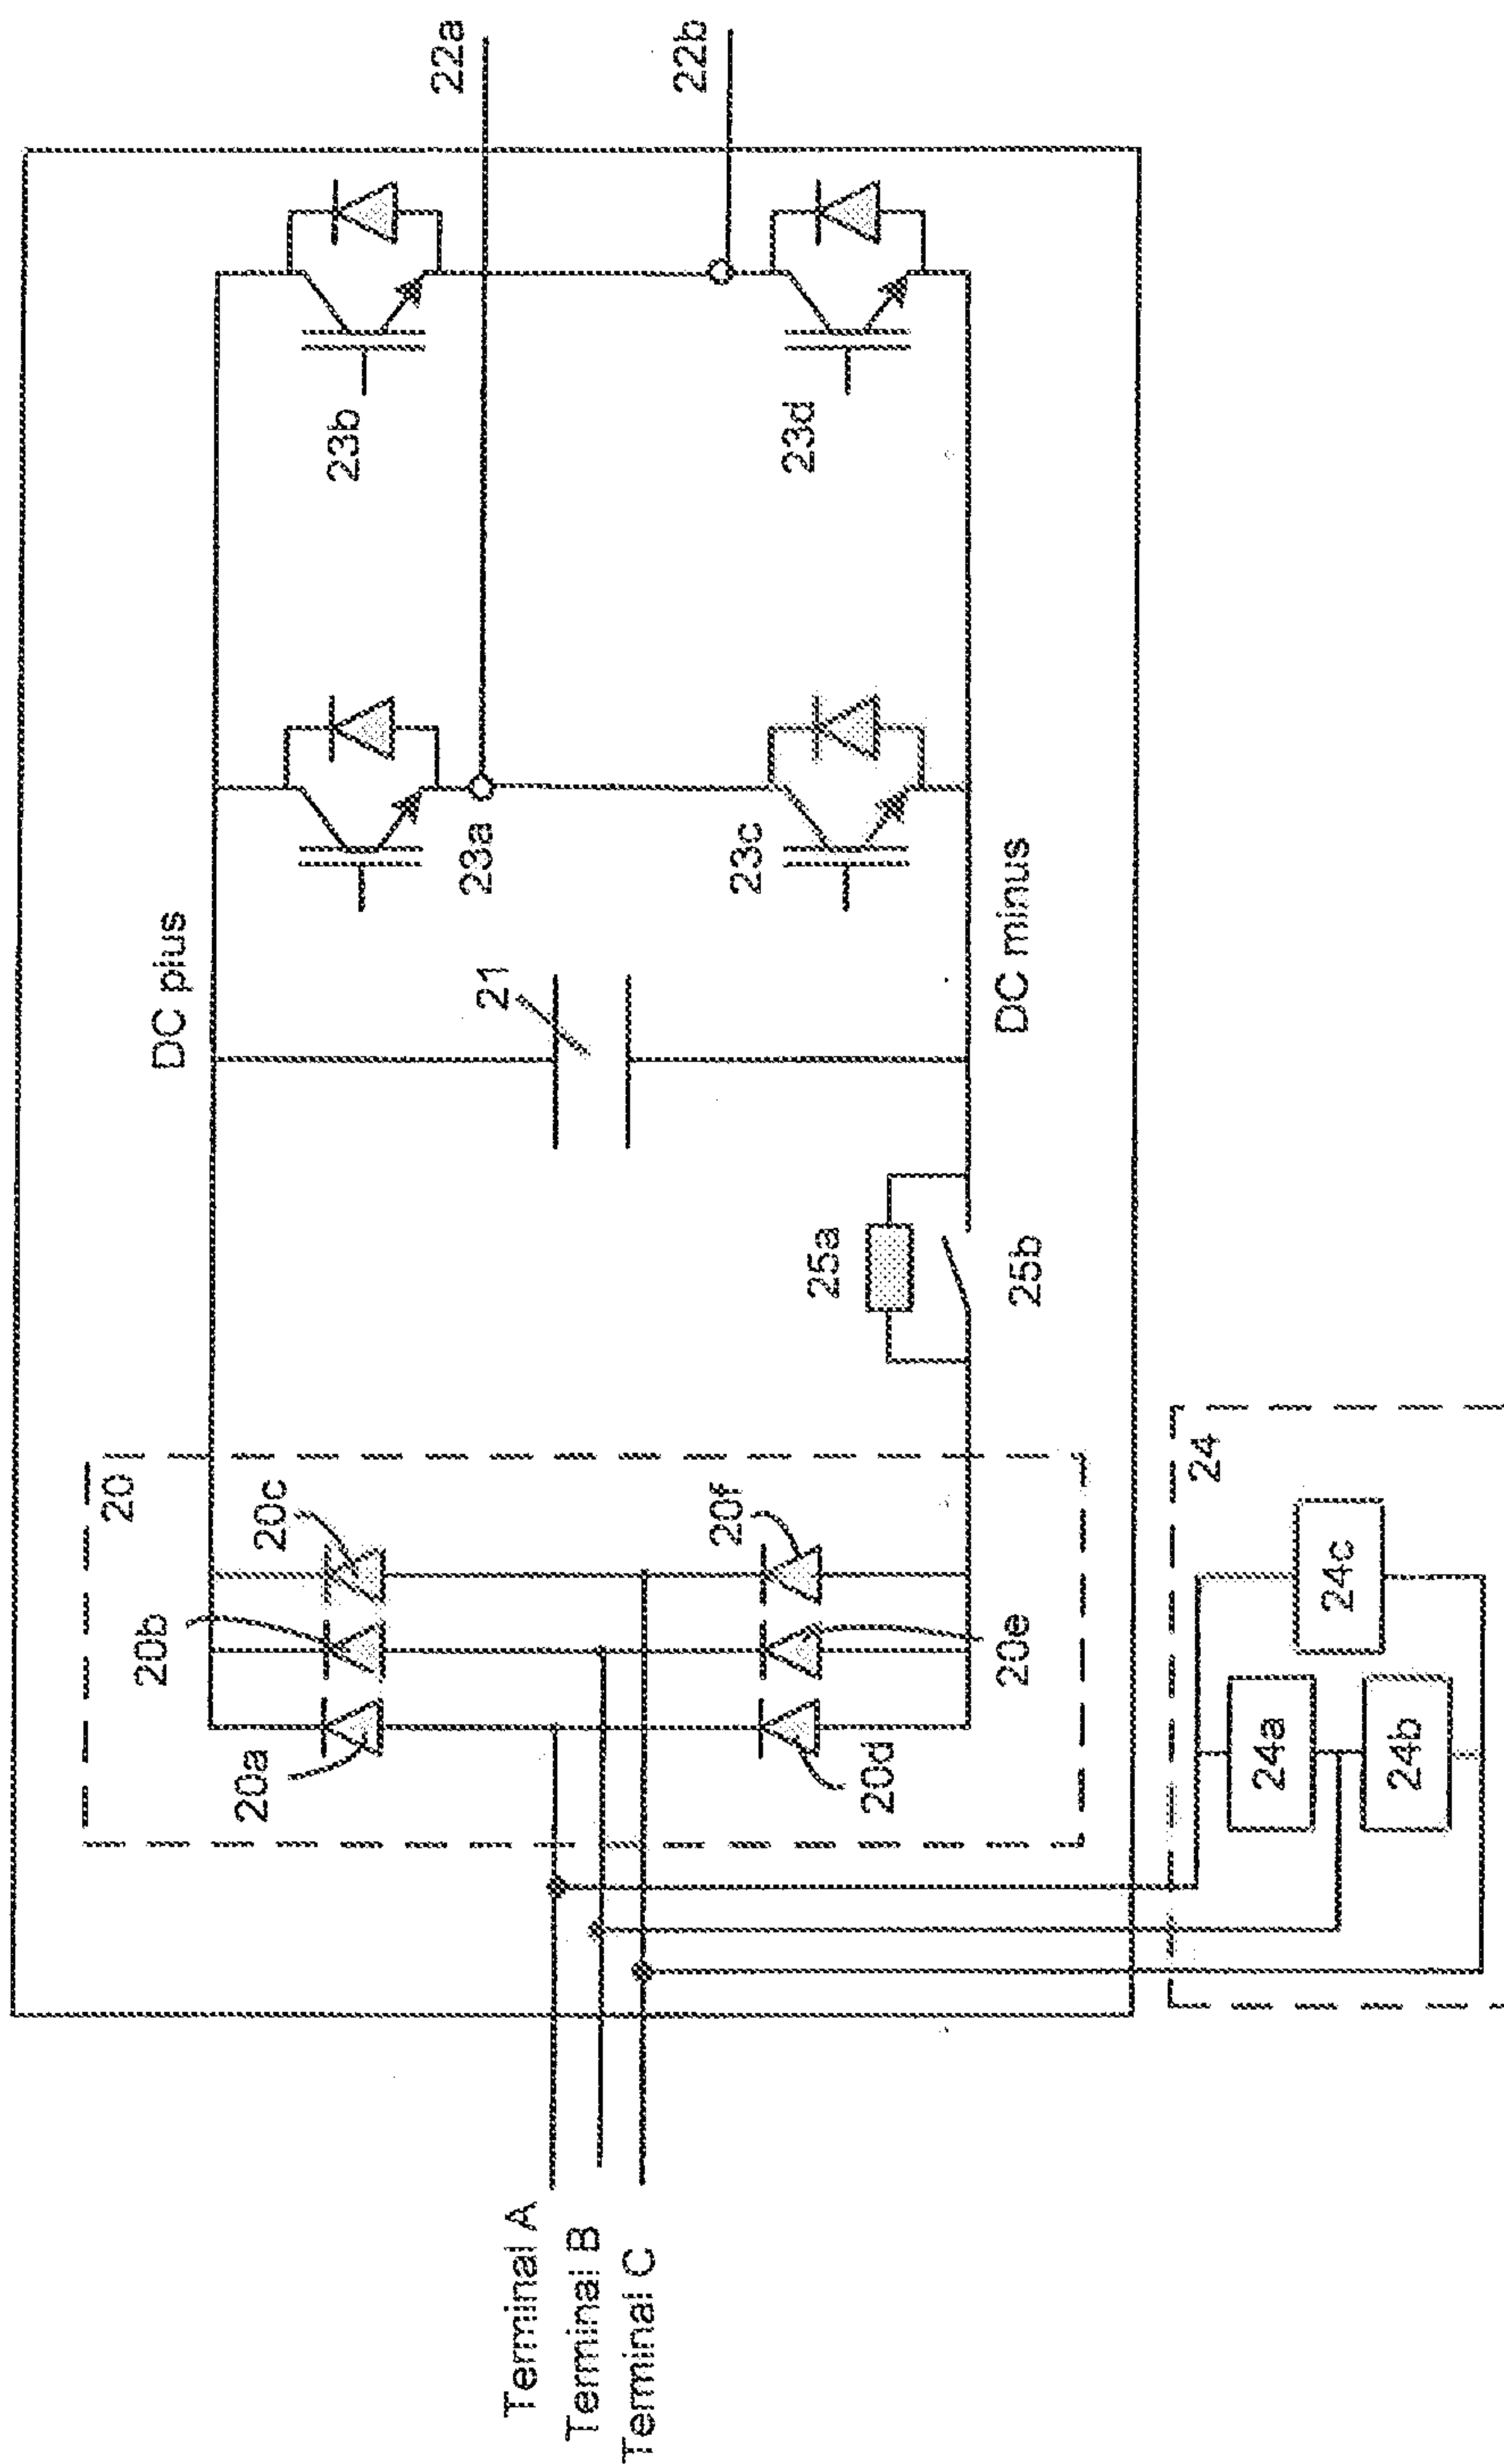 22a
22b
23b
23d
23a
23c
DC plus
21
DC minus
25a
25b
20
20c
20f
20b
20e
20a
20d
24
24c
24a
24b
Terminal A
Terminal B
Terminal C